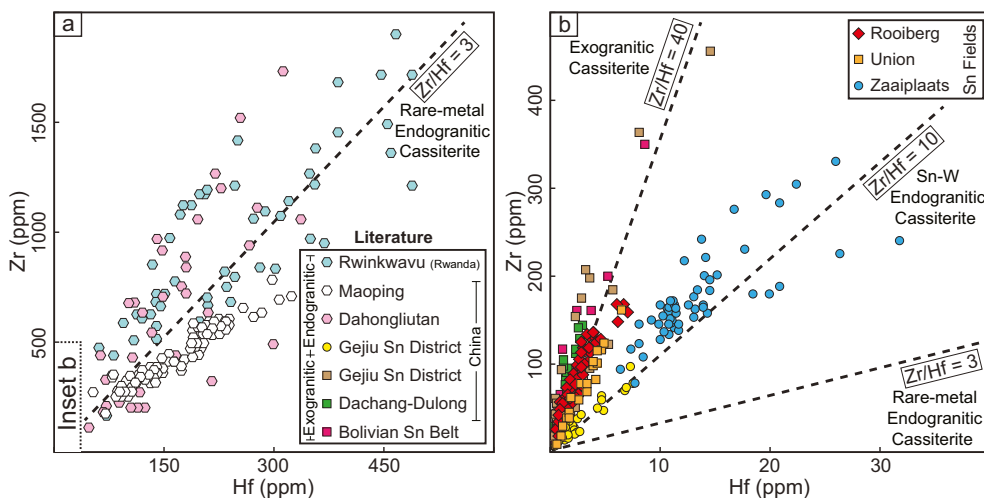 a
Zr/Hf = 3
Rare-metal
Endogranitic
Cassiterite
Literature
Rwinkwavu (Rwanda)
Maoping
Dahongliutan
Gejiu Sn District
Gejiu Sn District
Dachang-Dulong
Bolivian Sn Belt
Exogranitic
Endogranitic
China
Inset b
Zr (ppm)
1500
1000
500
150
300
450
Hf (ppm)
b
Exogranitic
Cassiterite
Zr/Hf = 40
Rooiberg
Union
Zaaiplaats
Sn Fields
Zr/Hf = 10
Sn-W
Endogranitic
Cassiterite
Zr/Hf = 3
Rare-metal
Endogranitic
Cassiterite
Zr (ppm)
400
300
200
100
10
20
30
Hf (ppm)